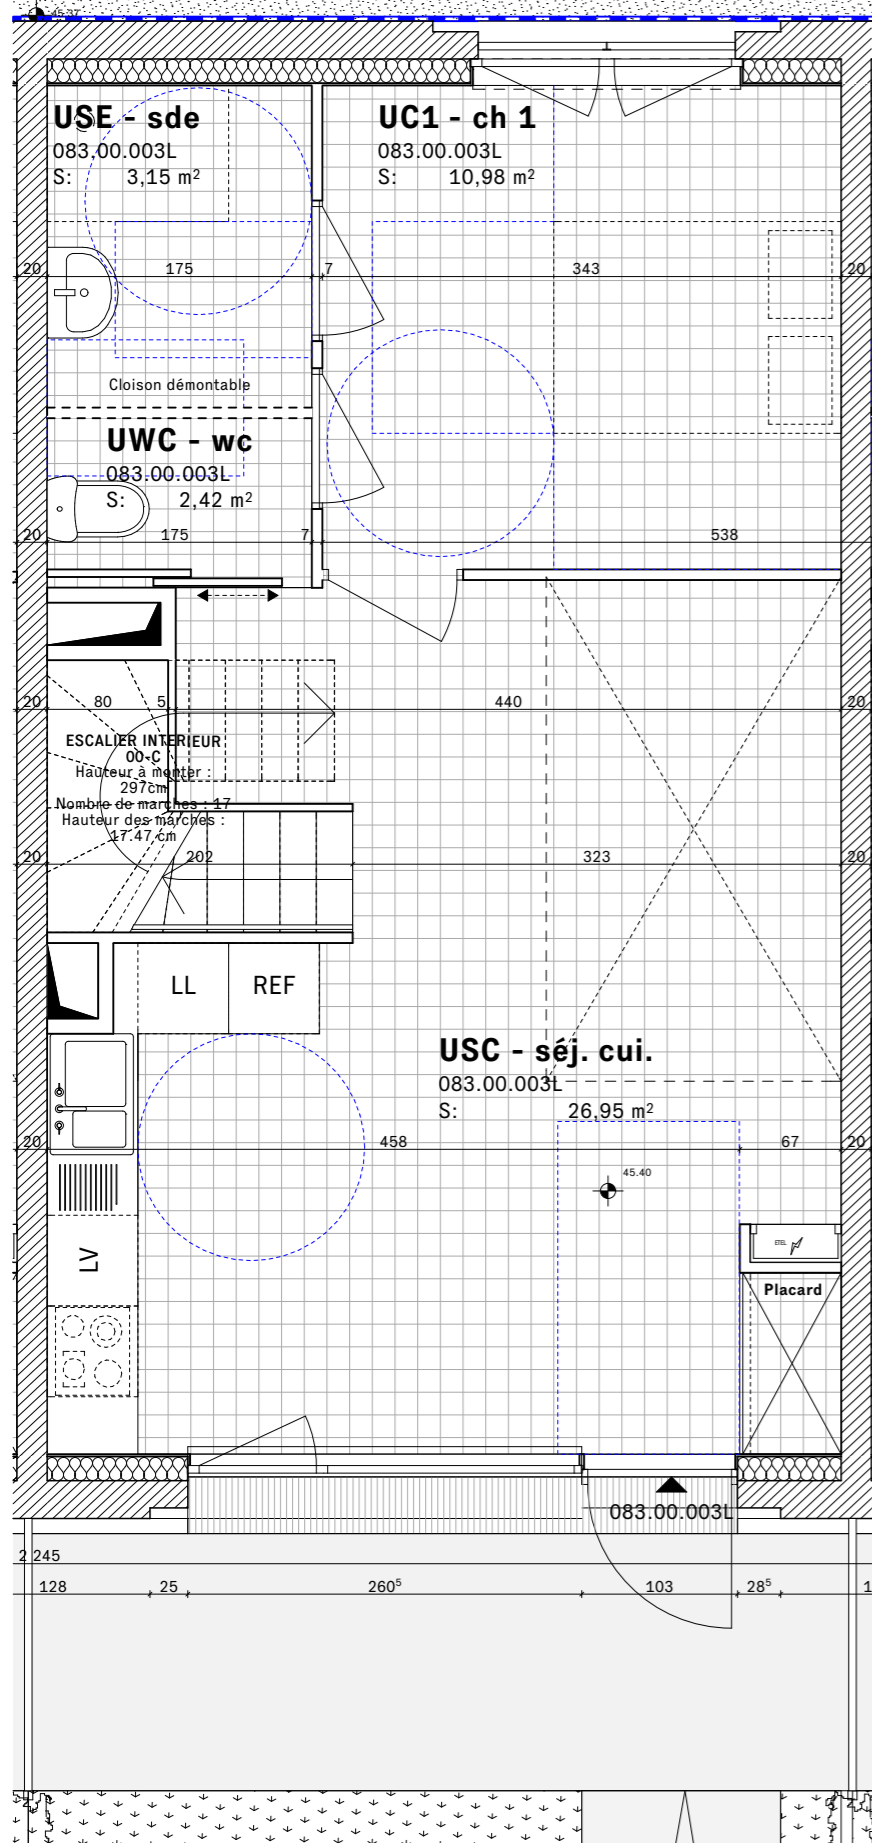 45.37
USE - sde
083.00.003L
S: 3,15 m²
UC1 - ch 1
083.00.003L
S: 10,98 m²
20
175
7
343
20
Cloison démontable
UWC - wc
083.00.003L
S: 2,42 m²
20
175
7
538
20
80
5
440
20
ESCALIER INTERIEUR
00-C
Hauteur à monter :
297cm
Nombre de marches : 17
Hauteur des marches :
17.47 cm
20
202
323
20
LL
REF
USC - séj. cui.
083.00.003L
S: 26,95 m²
20
458
67
20
45.40
LV
ETEL
Placard
083.00.003L
2 245
128
25
260⁵
103
28⁵
1